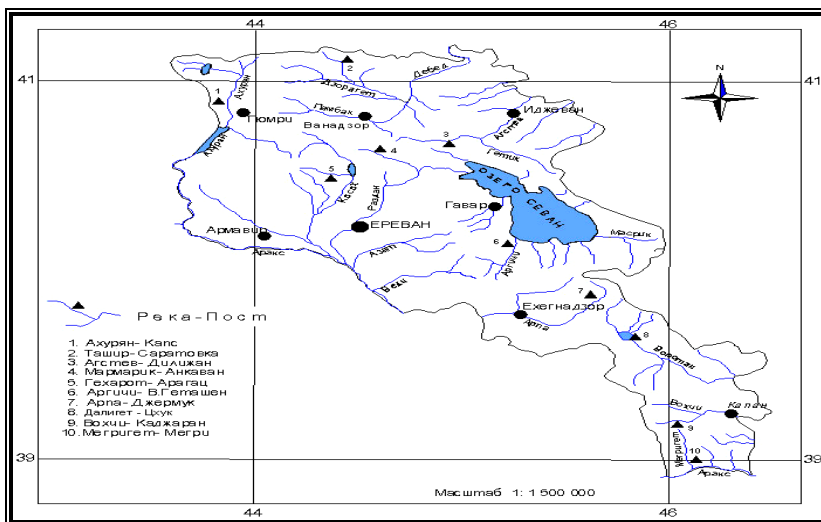 44
46
41
41
N
2
Дебед
Ахурян
1
Дзорагет
Памбак
Гюмри
Ванадзор
Иджеван
Агстев
3
Гетик
4
Ахурян
5
Касах
Раздан
ОЗЕРО СЕВАН
Гавар
ЕРЕВАН
Армавир
Аракс
Азат
6
Аргичи
Масрик
Веди
7
Ехегнадзор
Арпа
Река-Пост
8
Воротан
1. Ахурян- Капс
2. Ташир- Саратовка
3. Агстев- Дилижан
4. Мармарик- Анкаван
5. Гехарот- Арагац
6. Аргичи- В.Геташен
7. Арпа- Джермук
8. Далигет- Цхук
9. Вохчи- Каджаран
10. Мегригет- Мегри
Вохчи
Капан
9
Мегригет
10
Аракс
39
39
Масштаб 1: 1 500 000
44
46